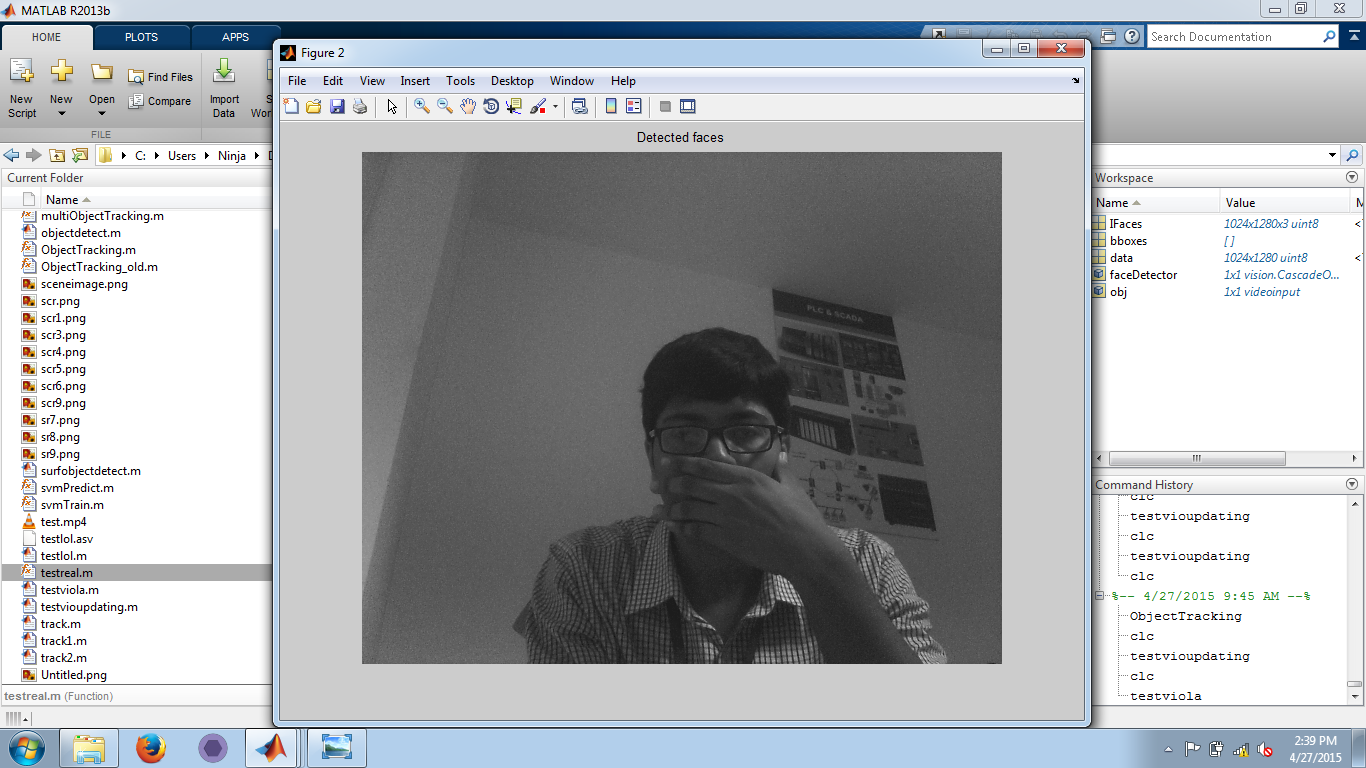 MATLAB R2013b
HOME
PLOTS
APPS
Search Documentation
New Script
New
Open
Find Files
Compare
Import Data
FILE
C:
Users
Ninja
Current Folder
Name
multiObjectTracking.m
objectdetect.m
ObjectTracking.m
ObjectTracking_old.m
sceneimage.png
scr.png
scr1.png
scr3.png
scr4.png
scr5.png
scr6.png
scr9.png
sr7.png
sr8.png
sr9.png
surfobjectdetect.m
svmPredict.m
svmTrain.m
test.mp4
testlol.asv
testlol.m
testreal.m
testviola.m
testvioupdating.m
track.m
track1.m
track2.m
Untitled.png
testreal.m (Function)
Figure 2
File Edit View Insert Tools Desktop Window Help
Detected faces
PLC & SCADA
Workspace
Name Value
IFaces 1024x1280x3 uint8
bboxes []
data 1024x1280 uint8
faceDetector 1x1 vision.CascadeO...
obj 1x1 videoinput
Command History
clc
testvioupdating
clc
testvioupdating
clc
%-- 4/27/2015 9:45 AM --%
ObjectTracking
clc
testvioupdating
clc
testviola
2:39 PM
4/27/2015